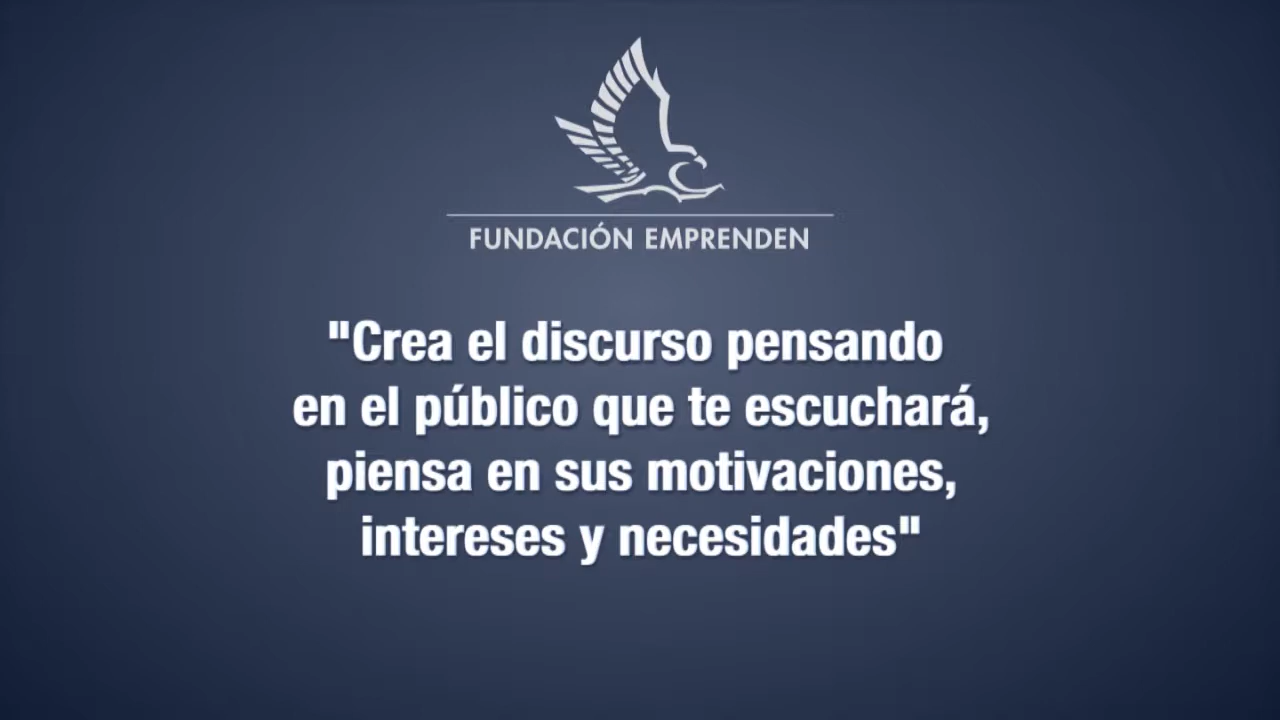 FUNDACIÓN EMPRENDEN
"Crea el discurso pensando
en el público que te escuchará,
piensa en sus motivaciones,
intereses y necesidades"